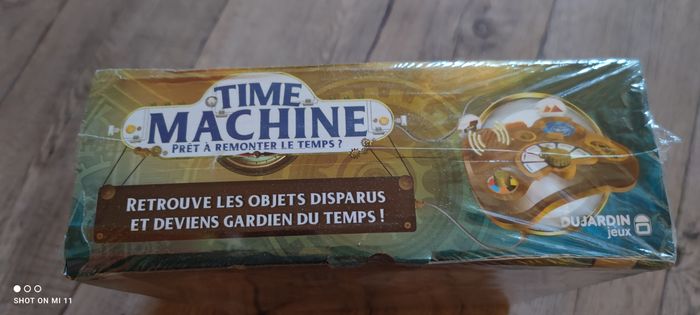 TIME
MACHINE
PRÊT À REMONTER LE TEMPS ?
RETROUVE LES OBJETS DISPARUS
ET DEVIENS GARDIEN DU TEMPS !
DUJARDIN
jeux
SHOT ON MI 11